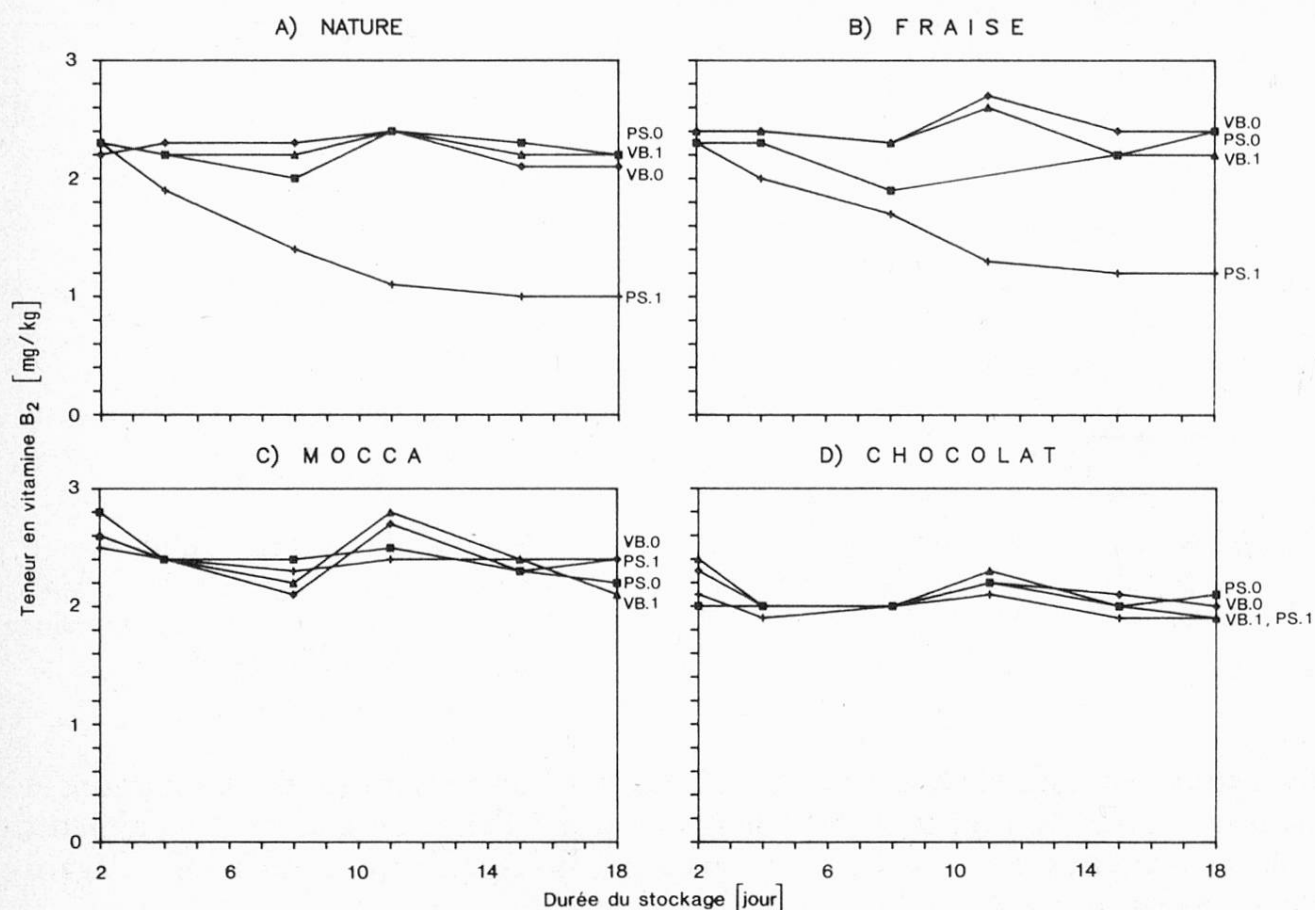 A) NATURE
B) FRAISE
3
2
1
0
PS.0
VB.1
VB.0
PS.1
VB.0
PS.0
VB.1
PS.1
Teneur en vitamine B2 [mg/kg]
C) MOCCA
D) CHOCOLAT
3
2
1
0
VB.0
PS.1
PS.0
VB.1
PS.0
VB.0
VB.1, PS.1
2 6 10 14 18
2 6 10 14 18
Durée du stockage [jour]